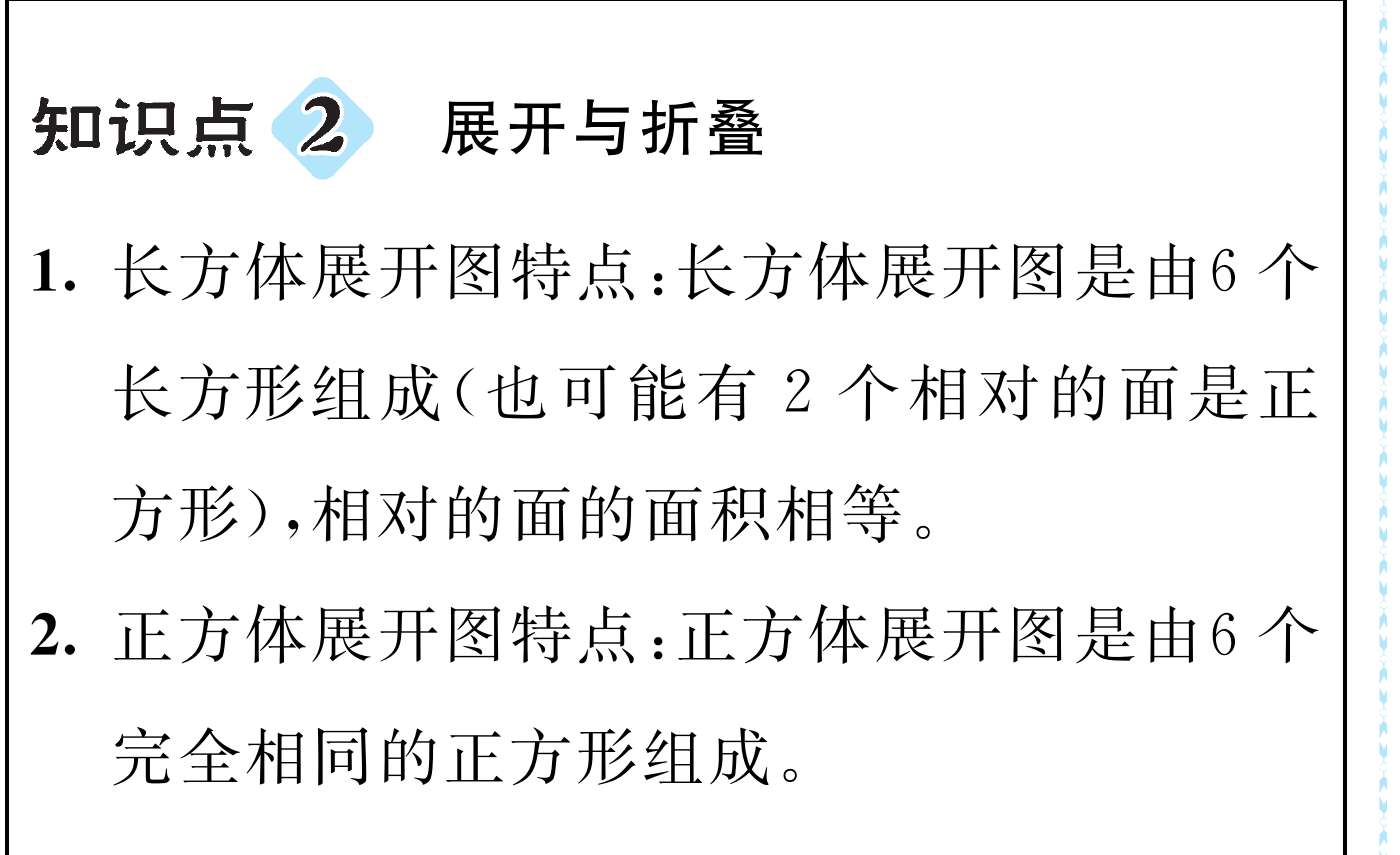 知识点 2 展开与折叠
1. 长方体展开图特点:长方体展开图是由6个
长方形组成(也可能有 2 个相对的面是正
方形),相对的面的面积相等。
2. 正方体展开图特点:正方体展开图是由6个
完全相同的正方形组成。